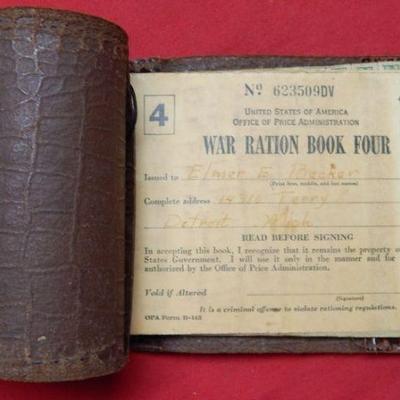 Nº 623509DV
4
UNITED STATES OF AMERICA
OFFICE OF PRICE ADMINISTRATION
WAR RATION BOOK FOUR
Issued to Elmer E. Becker
(Print first, middle, and last names)
Complete address 14910 Ferry
Detroit Mich
READ BEFORE SIGNING
In accepting this book, I recognize that it remains the property of
States Government. I will use it only in the manner and for
authorized by the Office of Price Administration.
Void if Altered
(Signature)
It is a criminal offense to violate rationing regulations.
OPA Form R-145